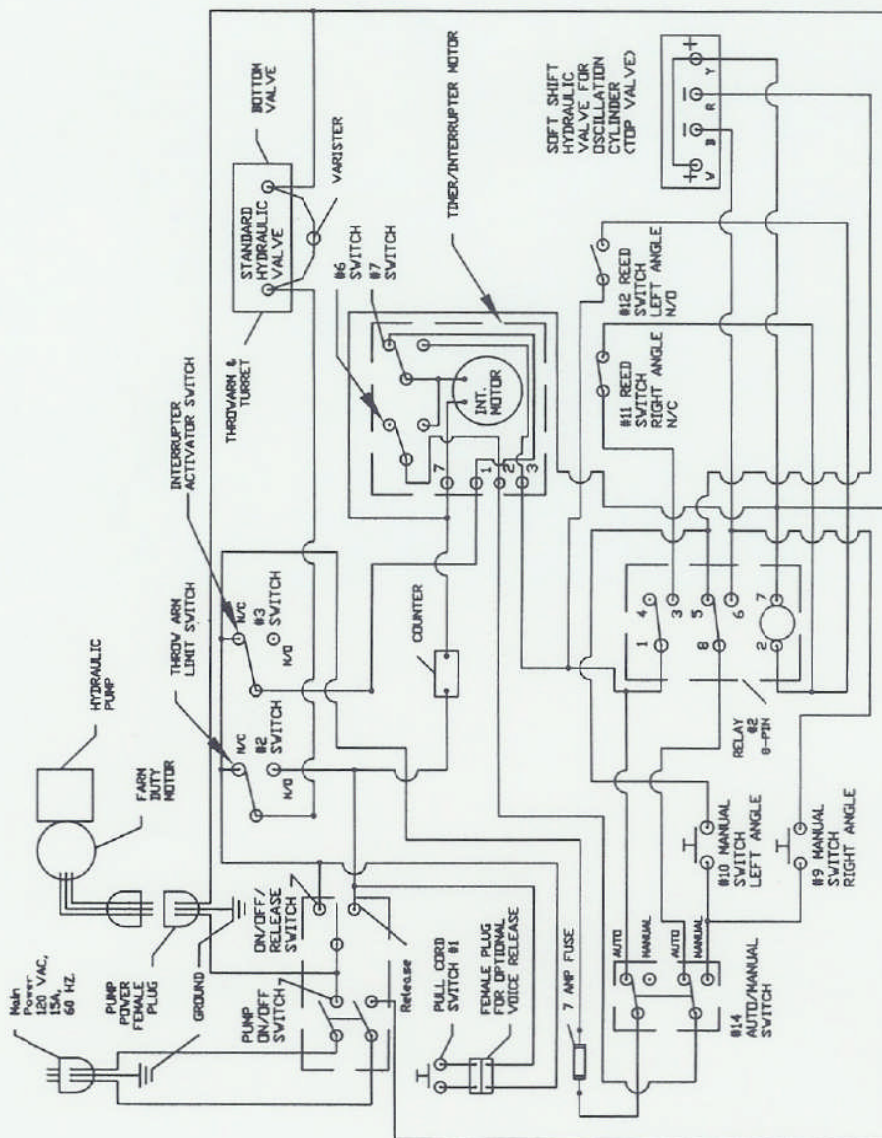 Main
Power
120 VAC,
15A,
60 HZ
PUMP
POWER
FEMALE
PLUG
GROUND
HYDRAULIC
PUMP
FARM
DUTY
MOTOR
PUMP
ON/OFF
SWITCH
ON/OFF/
RELEASE
SWITCH
Release
PULL CORD
SWITCH #1
FEMALE PLUG
FOR OPTIONAL
VOICE RELEASE
7 AMP FUSE
THROW ARM
LIMIT SWITCH
N/C
#2
SWITCH
N/O
INTERRUPTER
ACTIVATOR SWITCH
N/C
#3
SWITCH
N/O
COUNTER
THROWARM &
TURRET
STANDARD
HYDRAULIC
VALVE
BOTTOM
VALVE
VARISTER
#6
SWITCH
#7
SWITCH
TIMER/INTERRUPTER MOTOR
INT.
MOTOR
7
1
2
3
SOFT SHIFT
HYDRAULIC
VALVE FOR
OSCILLATION
CYLINDER
(TOP VALVE)
+ − − +
W B R Y
#12 REED
SWITCH
LEFT ANGLE
N/O
#11 REED
SWITCH
RIGHT ANGLE
N/C
1
4
3
8
5
6
2
7
RELAY
#2
8-PIN
#10 MANUAL
SWITCH
LEFT ANGLE
#9 MANUAL
SWITCH
RIGHT ANGLE
AUTO
MANUAL
AUTO
MANUAL
#14
AUTO/MANUAL
SWITCH